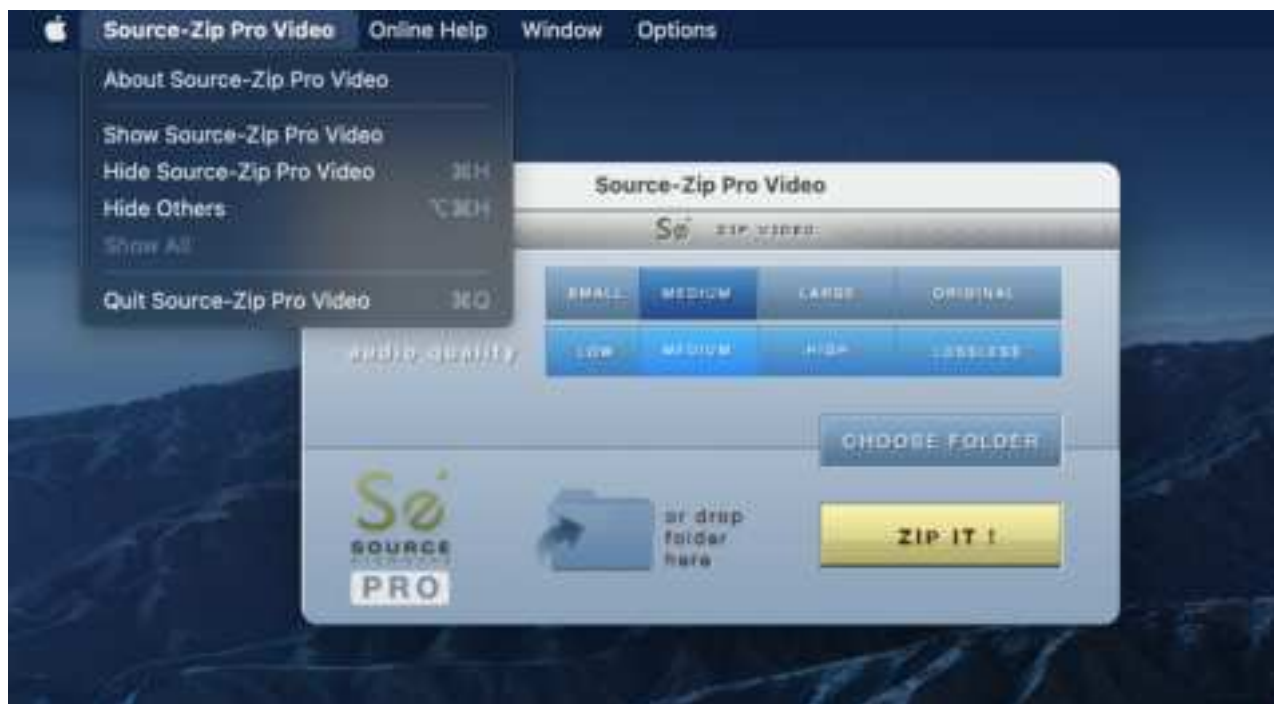 Source-Zip Pro Video Online Help Window Options
About Source-Zip Pro Video
Show Source-Zip Pro Video
Hide Source-Zip Pro Video ⌘H
Hide Others ⌥⌘H
Show All
Quit Source-Zip Pro Video ⌘Q
Source-Zip Pro Video
Sø ZIP VIDEO
SMALL MEDIUM LARGE ORIGINAL
audio quality LOW MEDIUM HIGH LOSSLESS
CHOOSE FOLDER
Sø
SOURCE
PRO
or drop
folder
here
ZIP IT !